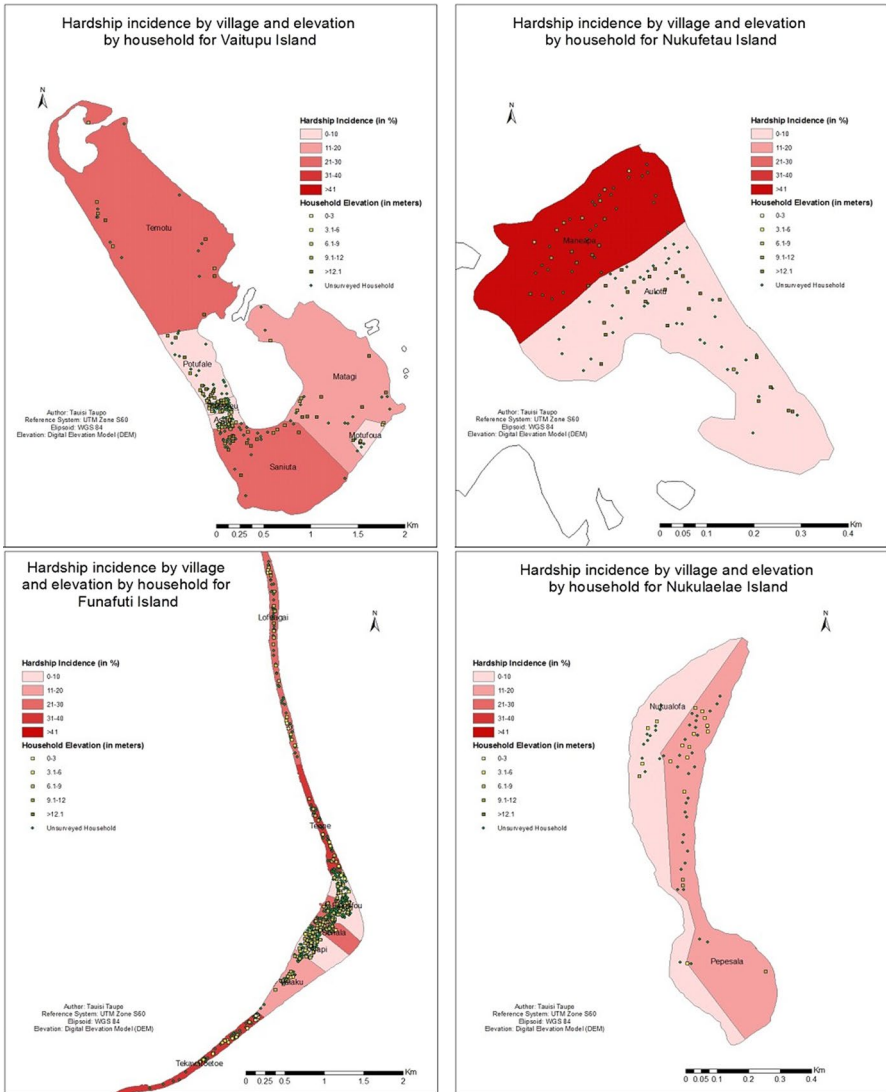 Hardship incidence by village and elevation
by household for Vaitupu Island
N
Hardship Incidence (in %)
0-10
11-20
21-30
31-40
>41
Household Elevation (in meters)
0-3
3.1-6
6.1-9
9.1-12
>12.1
Unsurveyed Household
Temotu
Potufale
Matagi
Motufoua
Saniuta
Author: Tauisi Taupo
Reference System: UTM Zone S60
Elipsoid: WGS 84
Elevation: Digital Elevation Model (DEM)
Km
0 0.25 0.5 1 1.5 2
Hardship incidence by village and elevation
by household for Nukufetau Island
N
Hardship Incidence (in %)
0-10
11-20
21-30
31-40
>41
Household Elevation (in meters)
0-3
3.1-6
6.1-9
9.1-12
>12.1
Unsurveyed Household
Maneapa
Aulotu
Author: Tauisi Taupo
Reference System: UTM Zone S60
Elipsoid: WGS 84
Elevation: Digital Elevation Model (DEM)
Km
0 0.05 0.1 0.2 0.3 0.4
Hardship incidence by village
and elevation by household for
Funafuti Island
N
Lofeagai
Hardship Incidence (in %)
0-10
11-20
21-30
31-40
>41
Household Elevation (in meters)
0-3
3.1-6
6.1-9
9.1-12
>12.1
Unsurveyed Household
Teone
Senala
Author: Tauisi Taupo
Reference System: UTM Zone S60
Elipsoid: WGS 84
Elevation: Digital Elevation Model (DEM)
Km
0 0.25 0.5 1 1.5 2
Hardship incidence by village and elevation
by household for Nukulaelae Island
N
Hardship Incidence (in %)
0-10
11-20
21-30
31-40
>41
Household Elevation (in meters)
0-3
3.1-6
6.1-9
9.1-12
>12.1
Unsurveyed Household
Nukualofa
Pepesala
Author: Tauisi Taupo
Reference System: UTM Zone S60
Elipsoid: WGS 84
Elevation: Digital Elevation Model (DEM)
Km
0 0.05 0.1 0.2 0.3 0.4